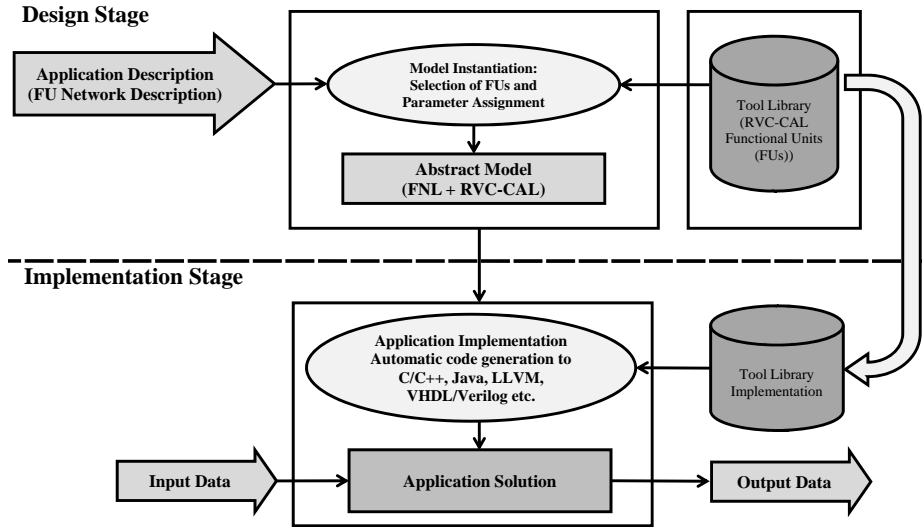 Design Stage
Application Description
(FU Network Description)
Model Instantiation:
Selection of FUs and
Parameter Assignment
Tool Library
(RVC-CAL
Functional Units
(FUs))
Abstract Model
(FNL + RVC-CAL)
Implementation Stage
Application Implementation
Automatic code generation to
C/C++, Java, LLVM,
VHDL/Verilog etc.
Tool Library
Implementation
Input Data
Application Solution
Output Data